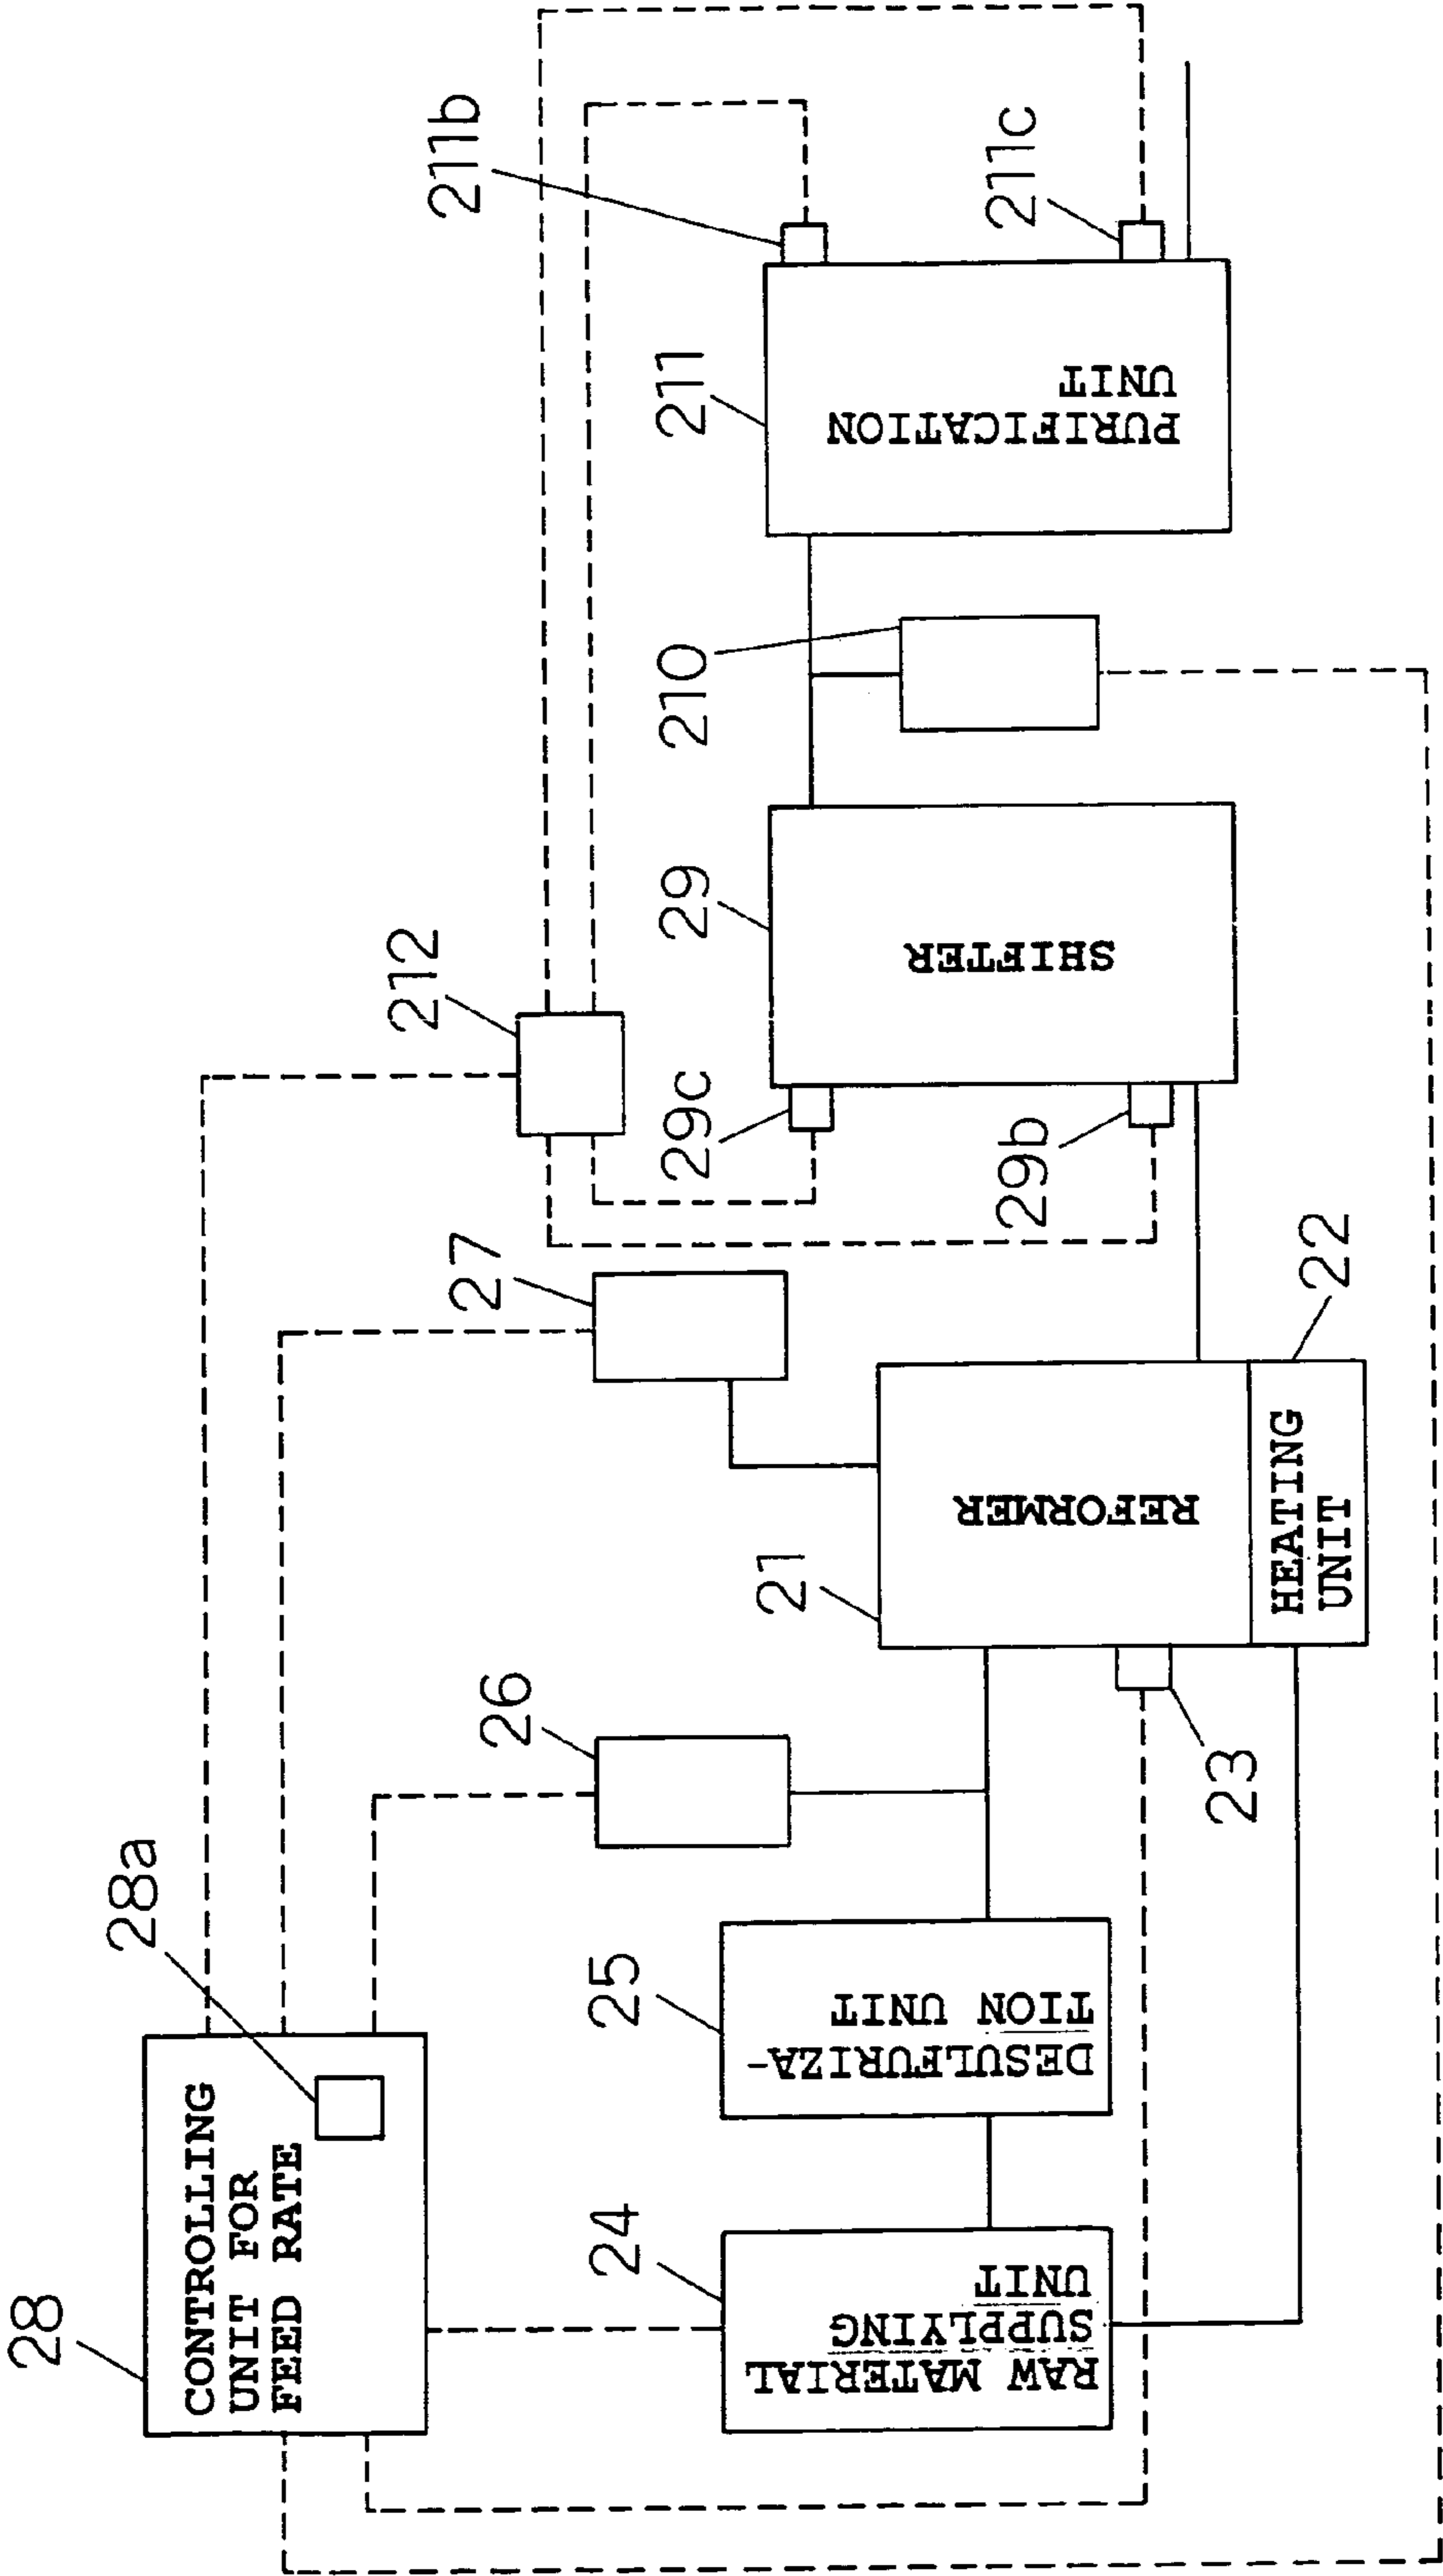 28
CONTROLLING
UNIT FOR
FEED RATE
28a
24
RAW MATERIAL
SUPPLYING
UNIT
25
DESULFURIZA-
TION UNIT
26
27
21
REFORMER
HEATING
UNIT
22
23
212
29c
29b
29
SHIFTER
210
211
PURIFICATION
UNIT
211b
211c